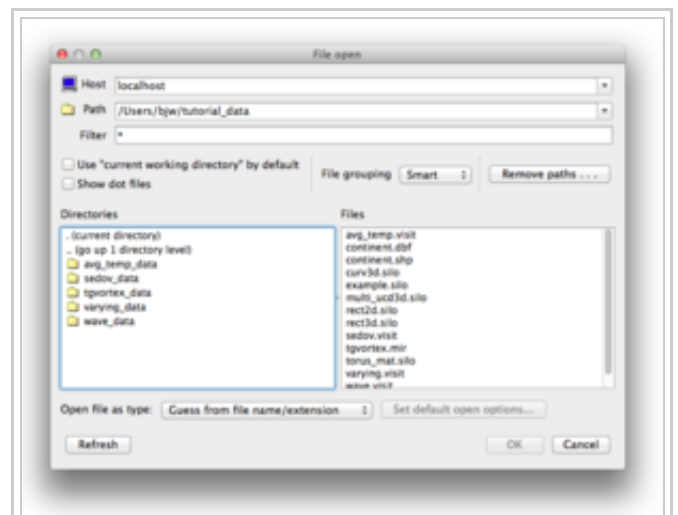 File open
Host localhost
Path /Users/bjw/tutorial_data
Filter *
Use "current working directory" by default
Show dot files
File grouping Smart
Remove paths . . .
Directories
. (current directory)
.. (go up 1 directory level)
avg_temp_data
sedov_data
tgvortex_data
varying_data
wave_data
Files
avg_temp.visit
continent.dbf
continent.shp
curv3d.silo
example.silo
multi_ucd3d.silo
rect2d.silo
rect3d.silo
sedov.visit
tgvortex.mir
torus_mat.silo
varying.visit
wave.visit
Open file as type: Guess from file name/extension Set default open options...
Refresh OK Cancel